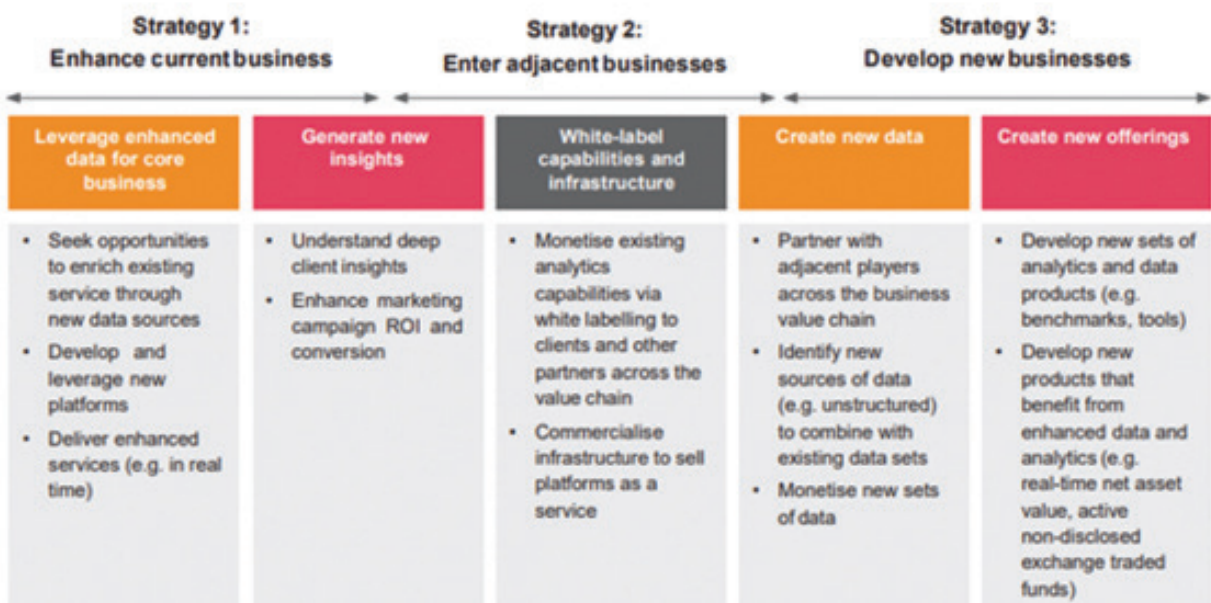 Strategy 1:
Enhance current business
Strategy 2:
Enter adjacent businesses
Strategy 3:
Develop new businesses
Leverage enhanced
data for core
business
Generate new
insights
White-label
capabilities and
infrastructure
Create new data
Create new offerings
• Seek opportunities
to enrich existing
service through
new data sources
• Develop and
leverage new
platforms
• Deliver enhanced
services (e.g. in real
time)
• Understand deep
client insights
• Enhance marketing
campaign ROI and
conversion
• Monetise existing
analytics
capabilities via
white labelling to
clients and other
partners across the
value chain
• Commercialise
infrastructure to sell
platforms as a
service
• Partner with
adjacent players
across the business
value chain
• Identify new
sources of data
(e.g. unstructured)
to combine with
existing data sets
• Monetise new sets
of data
• Develop new sets of
analytics and data
products (e.g.
benchmarks, tools)
• Develop new
products that
benefit from
enhanced data and
analytics (e.g.
real-time net asset
value, active
non-disclosed
exchange traded
funds)